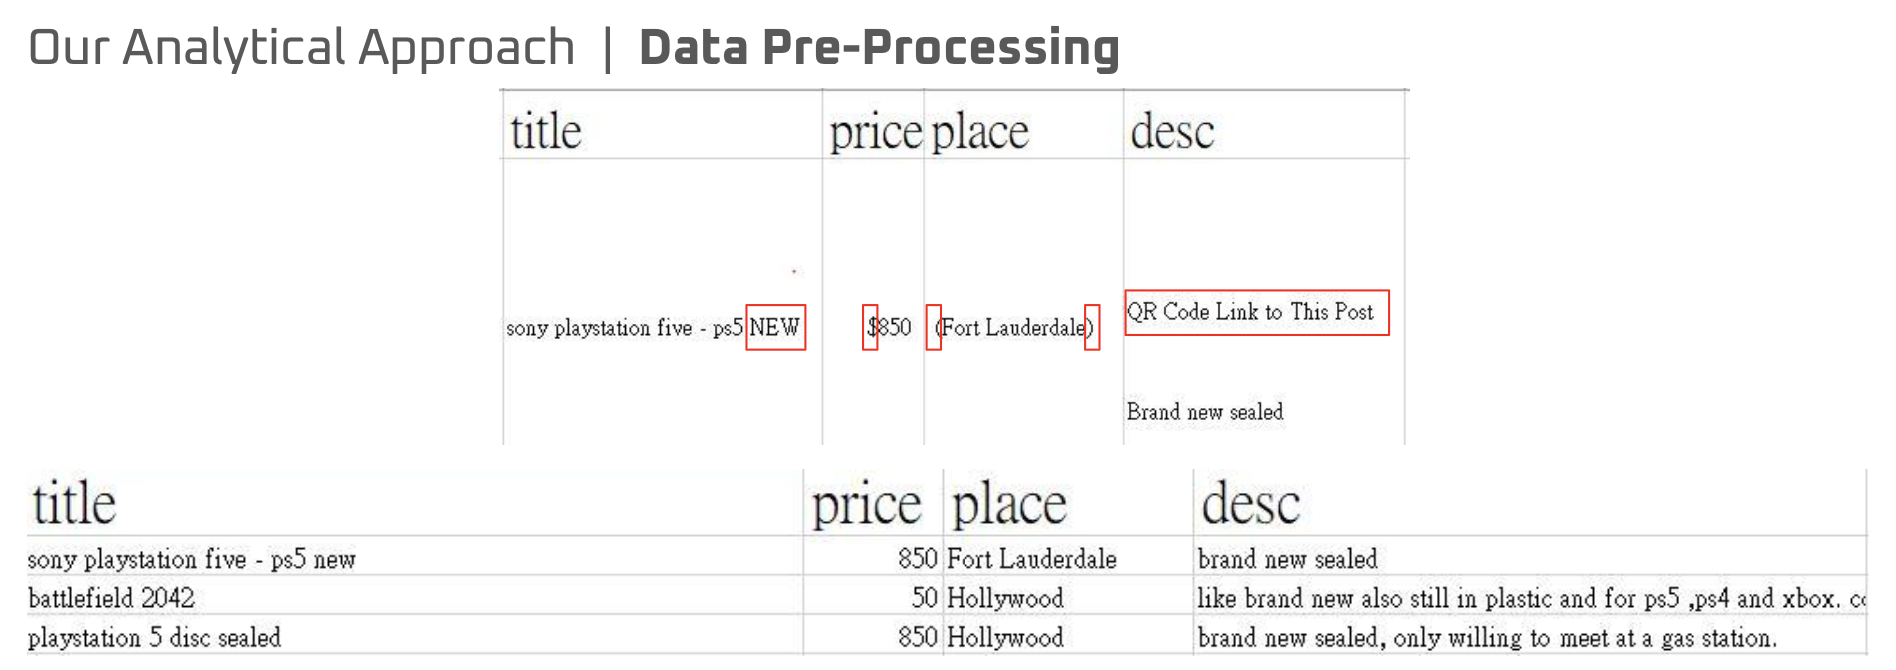 Our Analytical Approach | Data Pre-Processing
title price place desc
QR Code Link to This Post
sony playstation five - ps5 NEW $850 (Fort Lauderdale)
Brand new sealed
title price place desc
sony playstation five - ps5 new 850 Fort Lauderdale brand new sealed
battlefield 2042 50 Hollywood like brand new also still in plastic and for ps5 ,ps4 and xbox.
playstation 5 disc sealed 850 Hollywood brand new sealed, only willing to meet at a gas station.